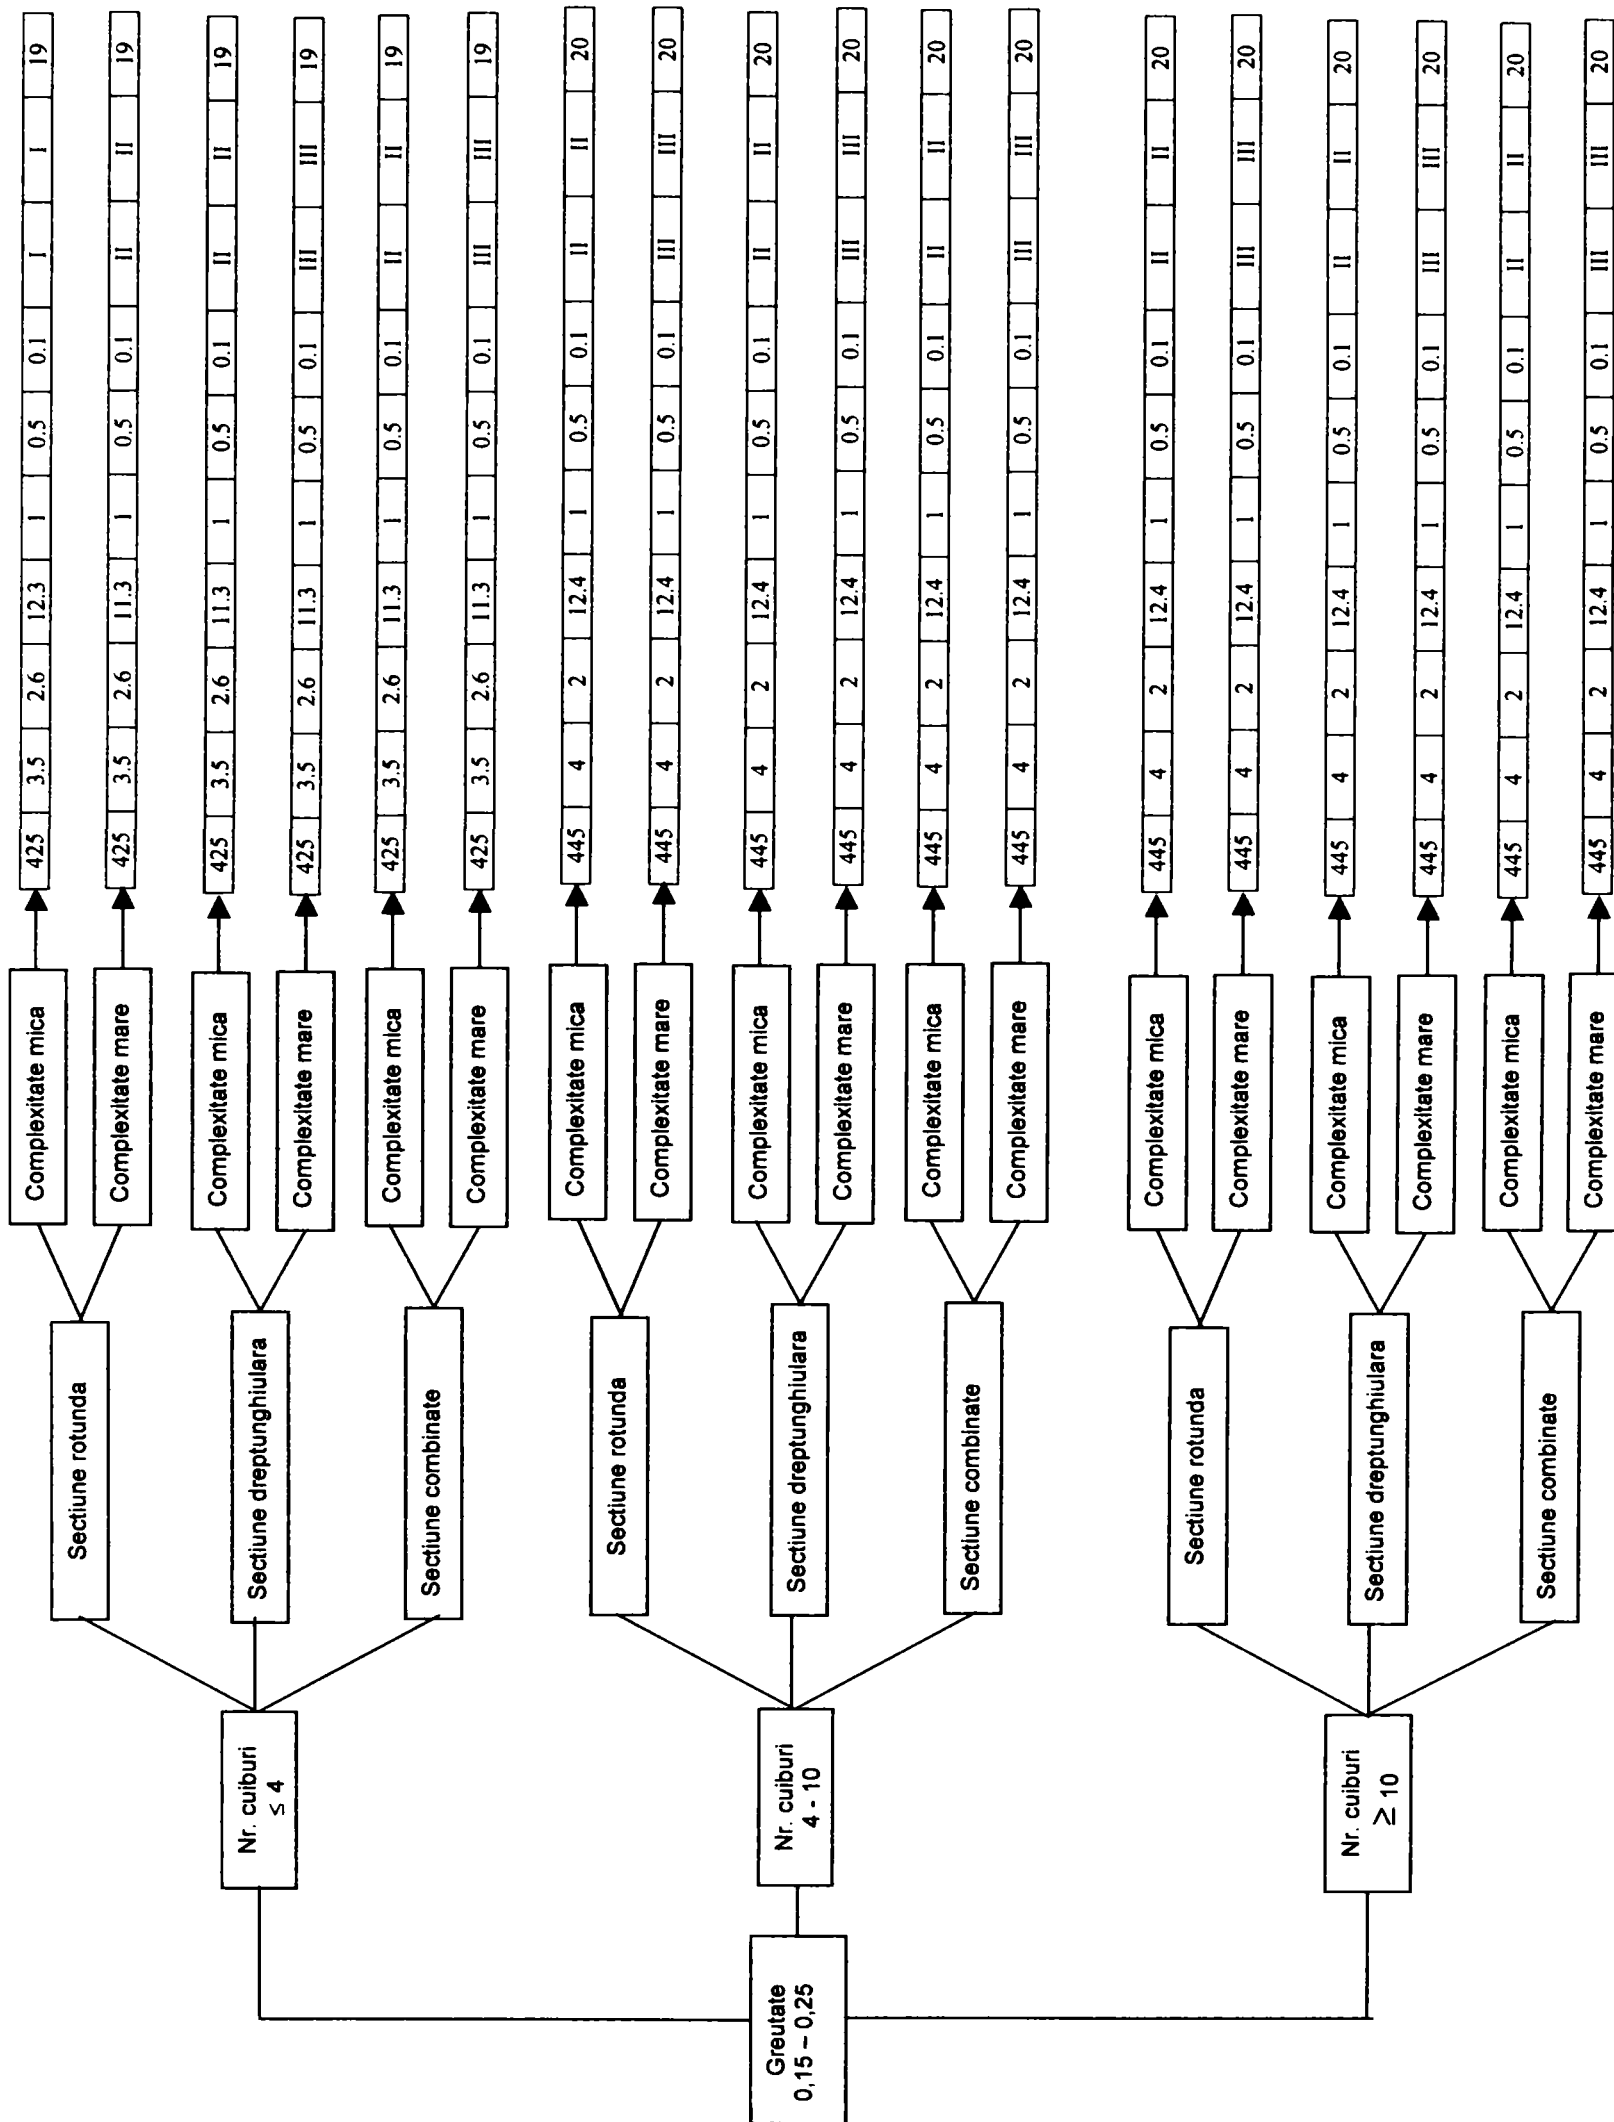 Greutate
0,15 – 0,25
Nr. cuiburi
≤ 4
Sectiune rotunda
Complexitate mica
425 3.5 2.6 12.3 1 0.5 0.1 I I 19
Complexitate mare
425 3.5 2.6 11.3 1 0.5 0.1 II II 19
Sectiune dreptunghiulara
Complexitate mica
425 3.5 2.6 11.3 1 0.5 0.1 II II 19
Complexitate mare
425 3.5 2.6 11.3 1 0.5 0.1 III III 19
Sectiune combinate
Complexitate mica
425 3.5 2.6 11.3 1 0.5 0.1 II II 19
Complexitate mare
425 3.5 2.6 11.3 1 0.5 0.1 III III 19
Nr. cuiburi
4 - 10
Sectiune rotunda
Complexitate mica
445 4 2 12.4 1 0.5 0.1 II II 20
Complexitate mare
445 4 2 12.4 1 0.5 0.1 III III 20
Sectiune dreptunghiulara
Complexitate mica
445 4 2 12.4 1 0.5 0.1 II II 20
Complexitate mare
445 4 2 12.4 1 0.5 0.1 III III 20
Sectiune combinate
Complexitate mica
445 4 2 12.4 1 0.5 0.1 II II 20
Complexitate mare
445 4 2 12.4 1 0.5 0.1 III III 20
Nr. cuiburi
≥ 10
Sectiune rotunda
Complexitate mica
445 4 2 12.4 1 0.5 0.1 II II 20
Complexitate mare
445 4 2 12.4 1 0.5 0.1 III III 20
Sectiune dreptunghiulara
Complexitate mica
445 4 2 12.4 1 0.5 0.1 II II 20
Complexitate mare
445 4 2 12.4 1 0.5 0.1 III III 20
Sectiune combinate
Complexitate mica
445 4 2 12.4 1 0.5 0.1 II II 20
Complexitate mare
445 4 2 12.4 1 0.5 0.1 III III 20